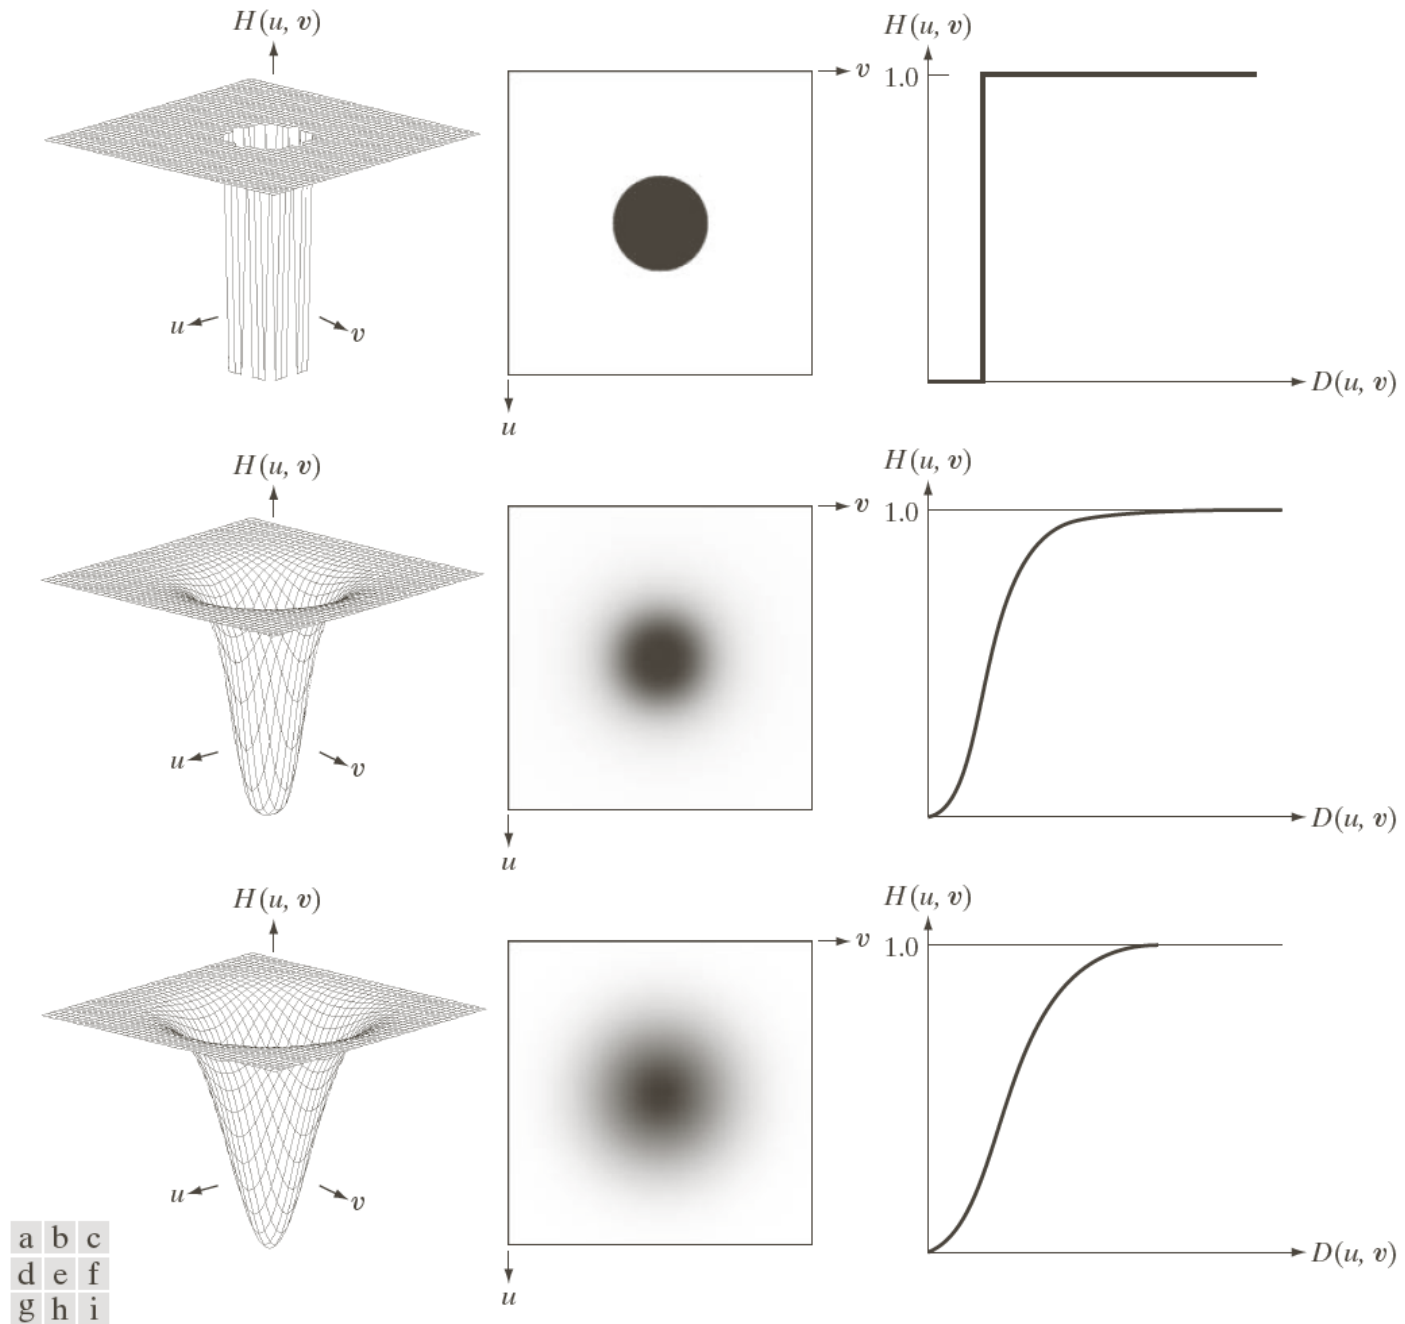 H(u, v)
v
u
u
v
H(u, v)
1.0
D(u, v)
H(u, v)
v
u
u
v
H(u, v)
1.0
D(u, v)
H(u, v)
v
u
u
v
H(u, v)
1.0
D(u, v)
a b c
d e f
g h i